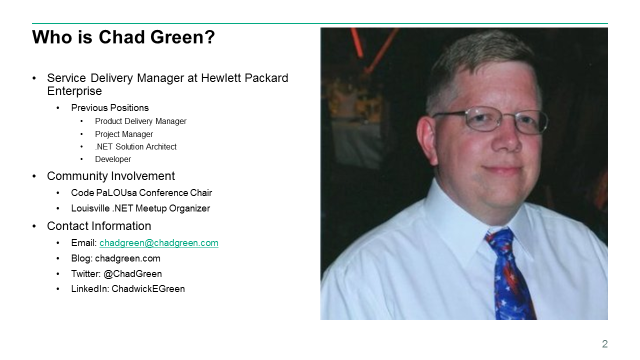 Who is Chad Green?
• Service Delivery Manager at Hewlett Packard
Enterprise
• Previous Positions
• Product Delivery Manager
• Project Manager
• .NET Solution Architect
• Developer
• Community Involvement
• Code PaLOUsa Conference Chair
• Louisville .NET Meetup Organizer
• Contact Information
• Email: chadgreen@chadgreen.com
• Blog: chadgreen.com
• Twitter: @ChadGreen
• LinkedIn: ChadwickEGreen
2